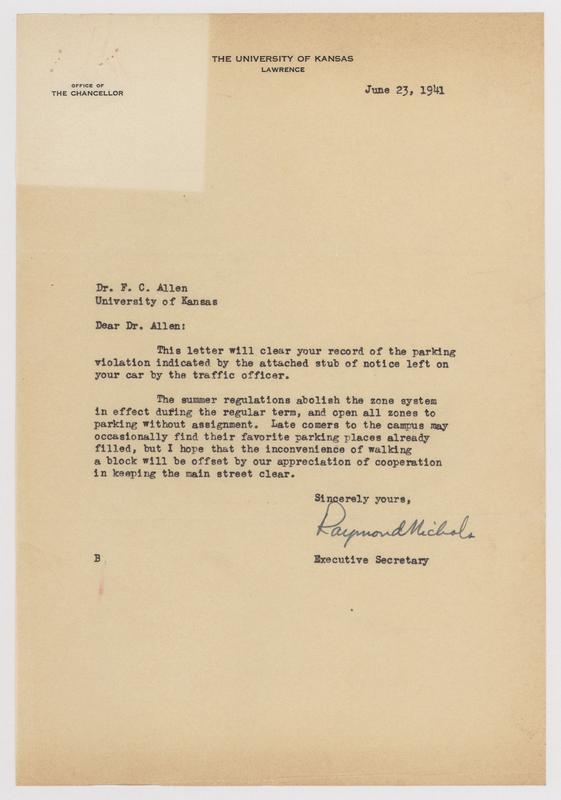 THE UNIVERSITY OF KANSAS
LAWRENCE
OFFICE OF
THE CHANCELLOR
June 23, 1941
Dr. F. C. Allen
University of Kansas
Dear Dr. Allen:
This letter will clear your record of the parking
violation indicated by the attached stub of notice left on
your car by the traffic officer.
The summer regulations abolish the zone system
in effect during the regular term, and open all zones to
parking without assignment. Late comers to the campus may
occasionally find their favorite parking places already
filled, but I hope that the inconvenience of walking
a block will be offset by our appreciation of cooperation
in keeping the main street clear.
Sincerely yours,
Raymond Nichols
B
Executive Secretary